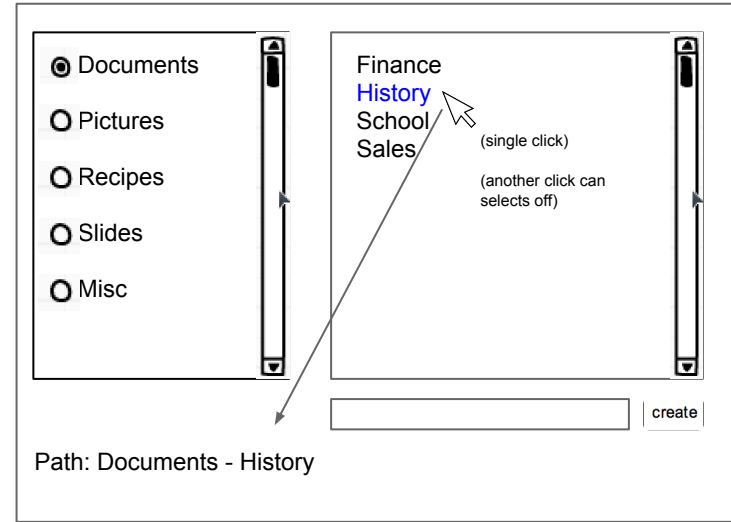 Documents
Pictures
Recipes
Slides
Misc
Finance
History
School
Sales
(single click)
(another click can
selects off)
create
Path: Documents - History